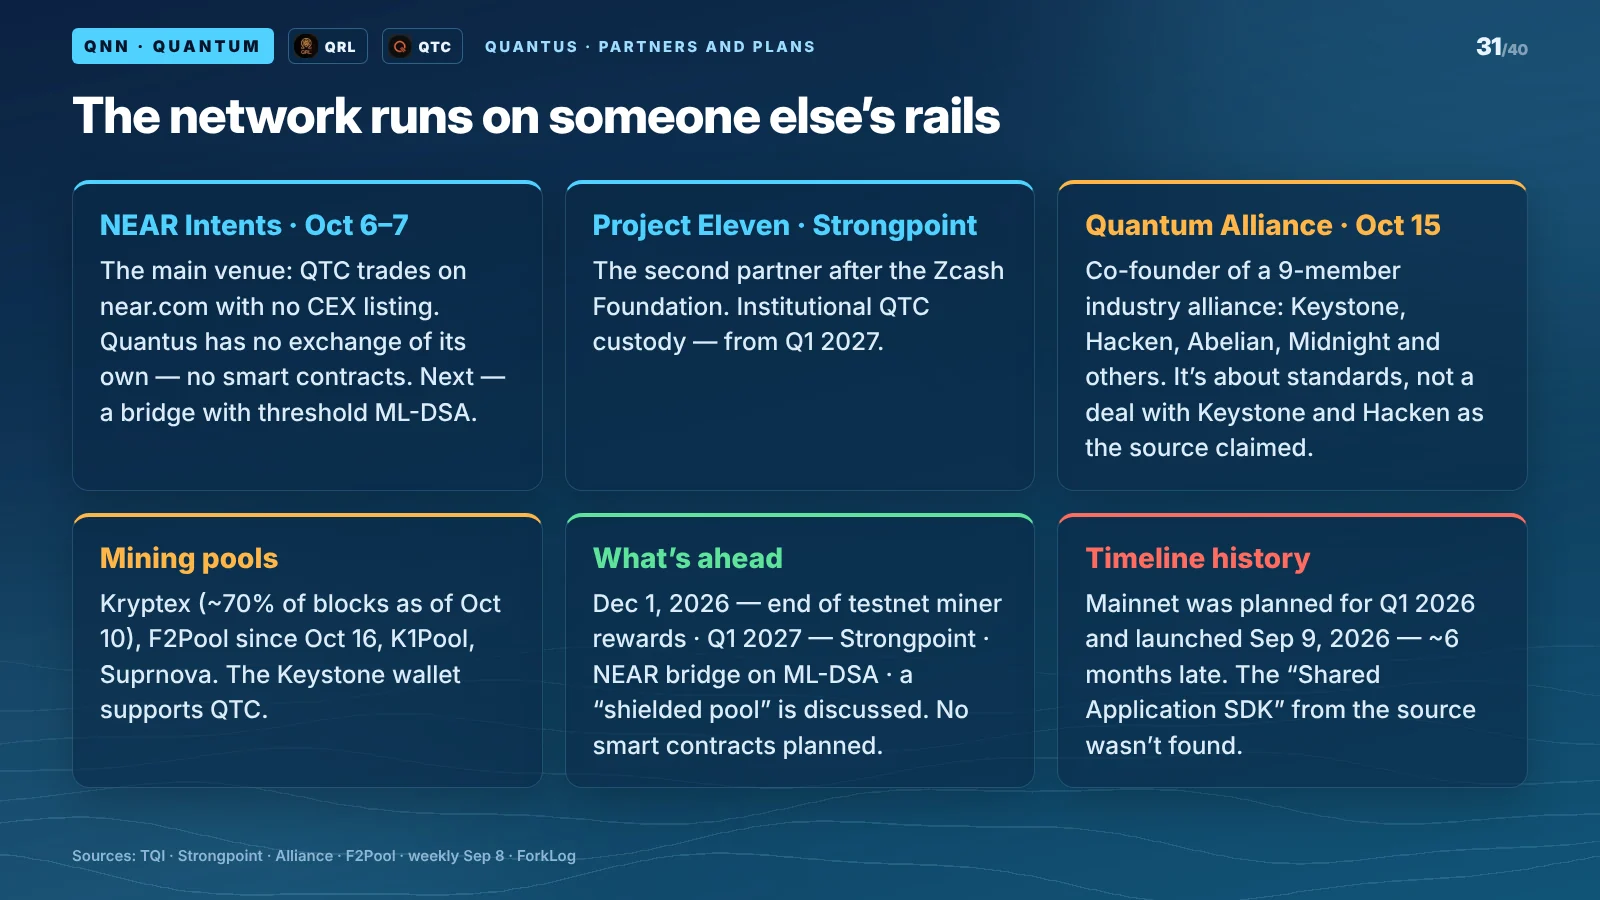 QNN · QUANTUM
QRL
QTC
QUANTUS · PARTNERS AND PLANS
31/40
The network runs on someone else’s rails
NEAR Intents · Oct 6–7
The main venue: QTC trades on
near.com with no CEX listing.
Quantus has no exchange of its
own — no smart contracts. Next —
a bridge with threshold ML-DSA.
Project Eleven · Strongpoint
The second partner after the Zcash
Foundation. Institutional QTC
custody — from Q1 2027.
Quantum Alliance · Oct 15
Co-founder of a 9-member
industry alliance: Keystone,
Hacken, Abelian, Midnight and
others. It’s about standards, not a
deal with Keystone and Hacken as
the source claimed.
Mining pools
Kryptex (~70% of blocks as of Oct
10), F2Pool since Oct 16, K1Pool,
Suprnova. The Keystone wallet
supports QTC.
What’s ahead
Dec 1, 2026 — end of testnet miner
rewards · Q1 2027 — Strongpoint ·
NEAR bridge on ML-DSA · a
“shielded pool” is discussed. No
smart contracts planned.
Timeline history
Mainnet was planned for Q1 2026
and launched Sep 9, 2026 — ~6
months late. The “Shared
Application SDK” from the source
wasn’t found.
Sources: TQI · Strongpoint · Alliance · F2Pool · weekly Sep 8 · ForkLog